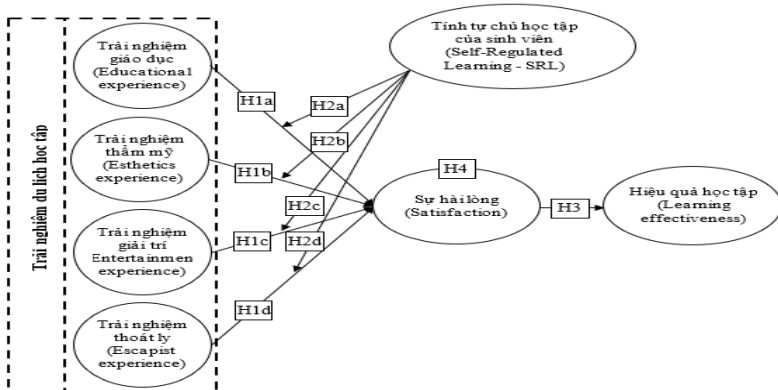 Trải nghiệm du lịch học tập
Trải nghiệm
giáo dục
(Educational
experience)
Trải nghiệm
thẩm mỹ
(Esthetics
experience)
Trải nghiệm
giải trí
Entertainmen
experience)
Trải nghiệm
thoát ly
(Escapist
experience)
Tính tự chủ học tập
của sinh viên
(Self-Regulated
Learning - SRL)
H1a
H2a
H2b
H1b
H2c
H1c
H2d
H1d
H4
Sự hài lòng
(Satisfaction)
H3
Hiệu quả học tập
(Learning
effectiveness)